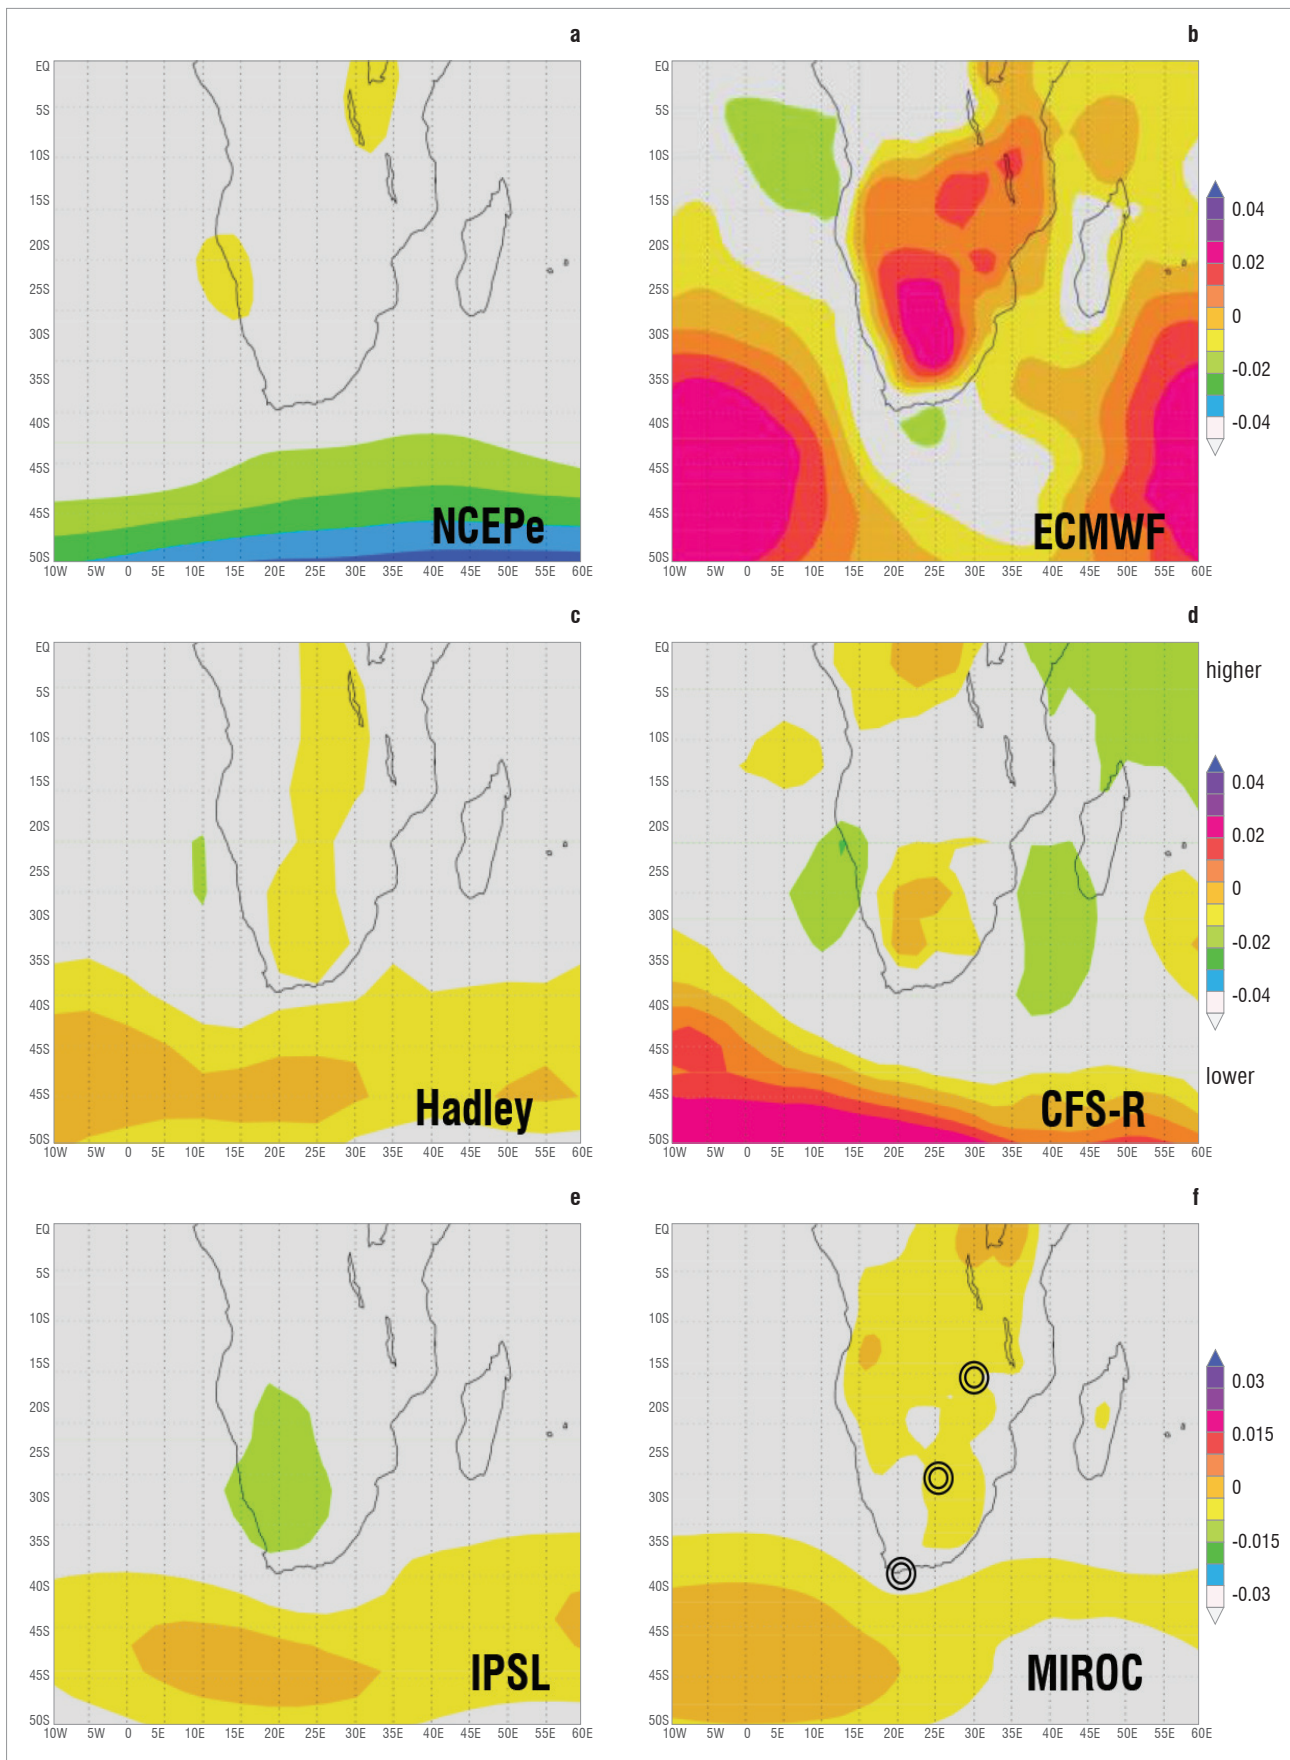 a
b
EQ
5S
10S
15S
20S
25S
30S
35S
40S
45S
45S
50S
10W 5W 0 5E 10E 15E 20E 25E 30E 35E 40E 45E 50E 55E 60E
NCEPe
EQ
5S
10S
15S
20S
25S
30S
35S
40S
45S
45S
50S
10W 5W 0 5E 10E 15E 20E 25E 30E 35E 40E 45E 50E 55E 60E
ECMWF
0.04
0.02
0
-0.02
-0.04
c
d
EQ
5S
10S
15S
20S
25S
30S
35S
40S
45S
45S
50S
10W 5W 0 5E 10E 15E 20E 25E 30E 35E 40E 45E 50E 55E 60E
Hadley
EQ
5S
10S
15S
20S
25S
30S
35S
40S
45S
45S
50S
10W 5W 0 5E 10E 15E 20E 25E 30E 35E 40E 45E 50E 55E 60E
CFS-R
higher
0.04
0.02
0
-0.02
-0.04
lower
e
f
EQ
5S
10S
15S
20S
25S
30S
35S
40S
45S
45S
50S
10W 5W 0 5E 10E 15E 20E 25E 30E 35E 40E 45E 50E 55E 60E
IPSL
EQ
5S
10S
15S
20S
25S
30S
35S
40S
45S
45S
50S
10W 5W 0 5E 10E 15E 20E 25E 30E 35E 40E 45E 50E 55E 60E
MIROC
0.03
0.015
0
-0.015
-0.03